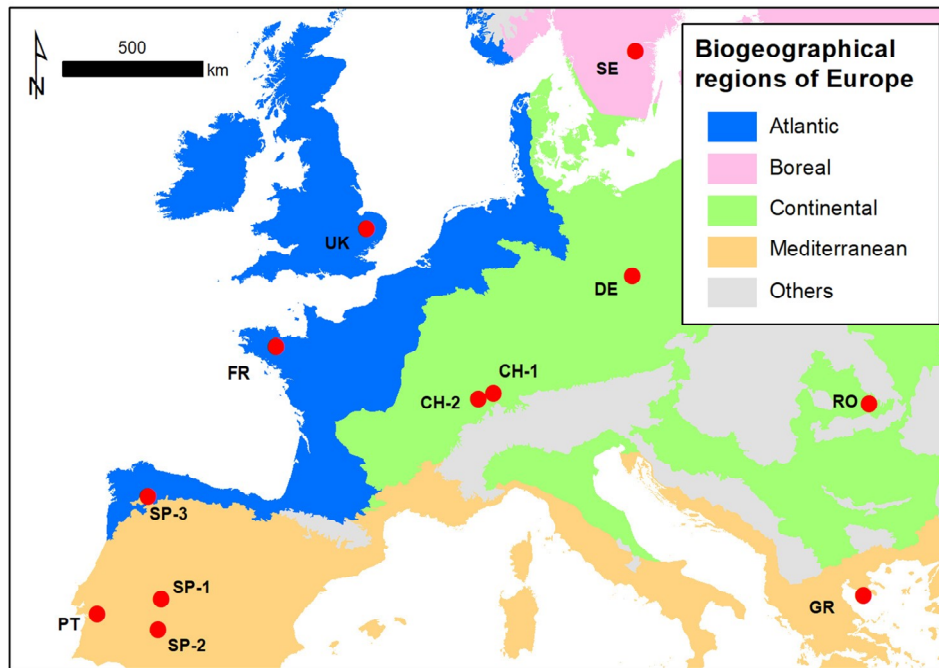 500
km
N
Biogeographical
regions of Europe
Atlantic
Boreal
Continental
Mediterranean
Others
SE
UK
DE
FR
CH-1
CH-2
RO
SP-3
SP-1
PT
SP-2
GR